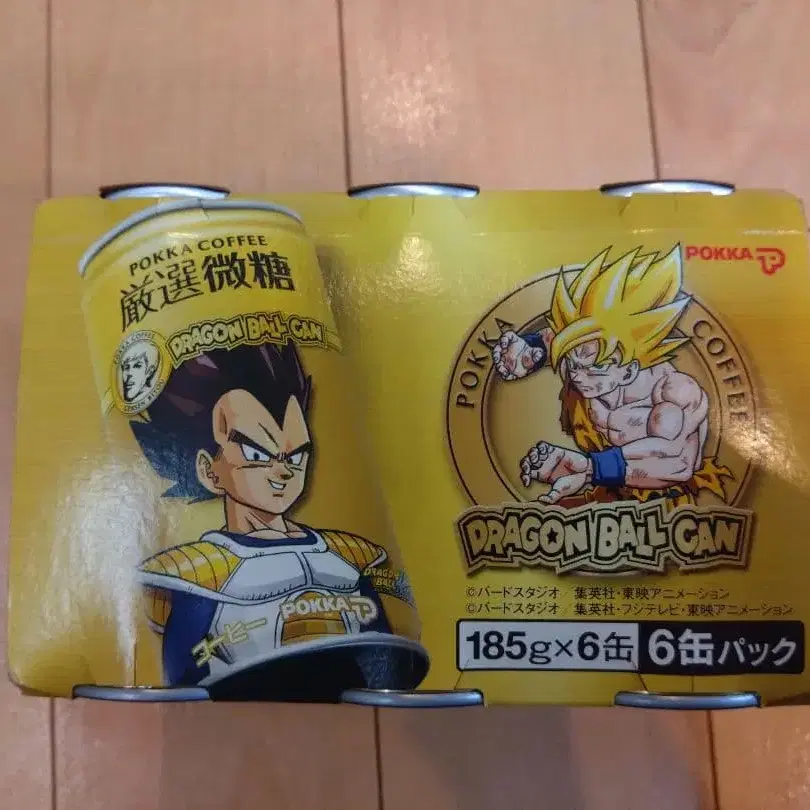 POKKA COFFEE
厳選微糖
POKKA COFFEE
DRAGON BALL CAN
DRAGON BALL
POKKA
コーヒー
POKKA
POKKA COFFEE
DRAGON BALL CAN
©バードスタジオ／集英社・東映アニメーション
©バードスタジオ／集英社・フジテレビ・東映アニメーション
185g×6缶 6缶パック